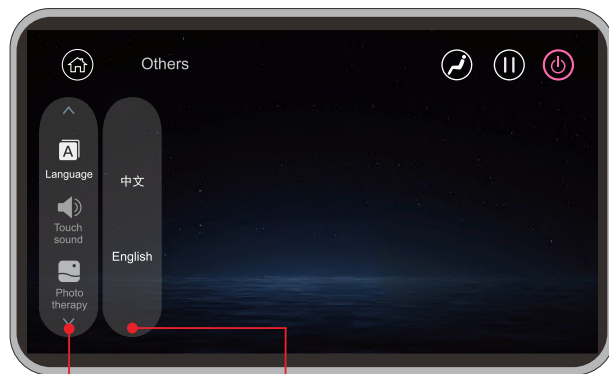 Others
A
Language
Touch
sound
Photo
therapy
中文
English